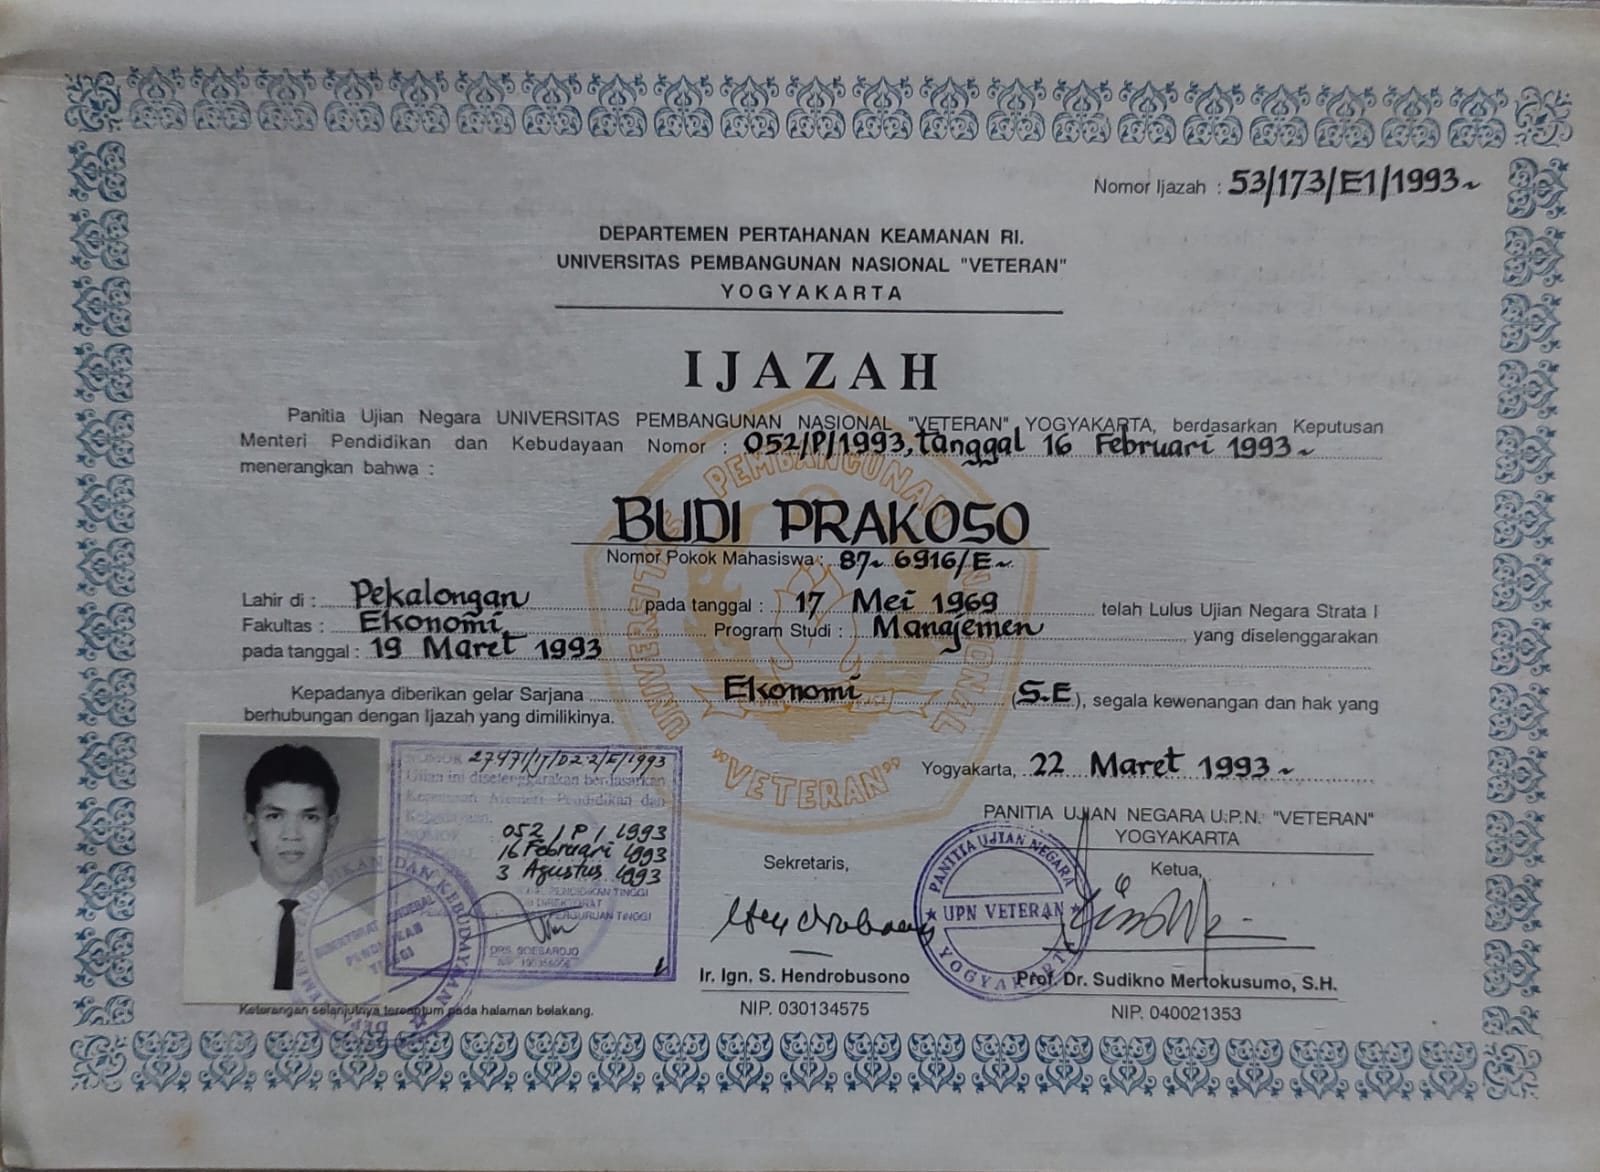 Nomor Ijazah : 53/173/E1/1993~
DEPARTEMEN PERTAHANAN KEAMANAN RI.
UNIVERSITAS PEMBANGUNAN NASIONAL "VETERAN"
YOGYAKARTA
IJAZAH
Panitia Ujian Negara UNIVERSITAS PEMBANGUNAN NASIONAL "VETERAN" YOGYAKARTA, berdasarkan Keputusan
Menteri Pendidikan dan Kebudayaan Nomor : 052/P/1993, tanggal 16 Februari 1993~
menerangkan bahwa :
BUDI PRAKOSO
Nomor Pokok Mahasiswa : 87~6916/E~
Lahir di : Pekalongan pada tanggal : 17 Mei 1969 telah Lulus Ujian Negara Strata I
Fakultas : Ekonomi Program Studi : Manajemen yang diselenggarakan
pada tanggal : 19 Maret 1993
Kepadanya diberikan gelar Sarjana Ekonomi (S.E.), segala kewenangan dan hak yang
berhubungan dengan Ijazah yang dimilikinya.
UNIVERSITAS PEMBANGUNAN NASIONAL
"VETERAN"
Yogyakarta, 22 Maret 1993~
PANITIA UJIAN NEGARA U.P.N. "VETERAN"
YOGYAKARTA
Sekretaris,
Ketua,
NOMOR
Ujian ini diselenggarakan berdasarkan
Keputusan Menteri Pendidikan dan
Kebudayaan.
NOMOR 052/P/1993
16 Februari 1993
3 Agustus 1993
PENDIDIKAN TINGGI
DIREKTORAT
PERGURUAN TINGGI
DRS. SOEBAROJO
NIP
PENDIDIKAN DAN KEBUDAYAAN
DIREKTORAT JENDERAL
PENDIDIKAN
TINGGI
PANITIA UJIAN NEGARA
UPN VETERAN
YOGYAKARTA
Ir. Ign. S. Hendrobusono
NIP. 030134575
Prof. Dr. Sudikno Mertokusumo, S.H.
NIP. 040021353
Keterangan selanjutnya tercantum pada halaman belakang.